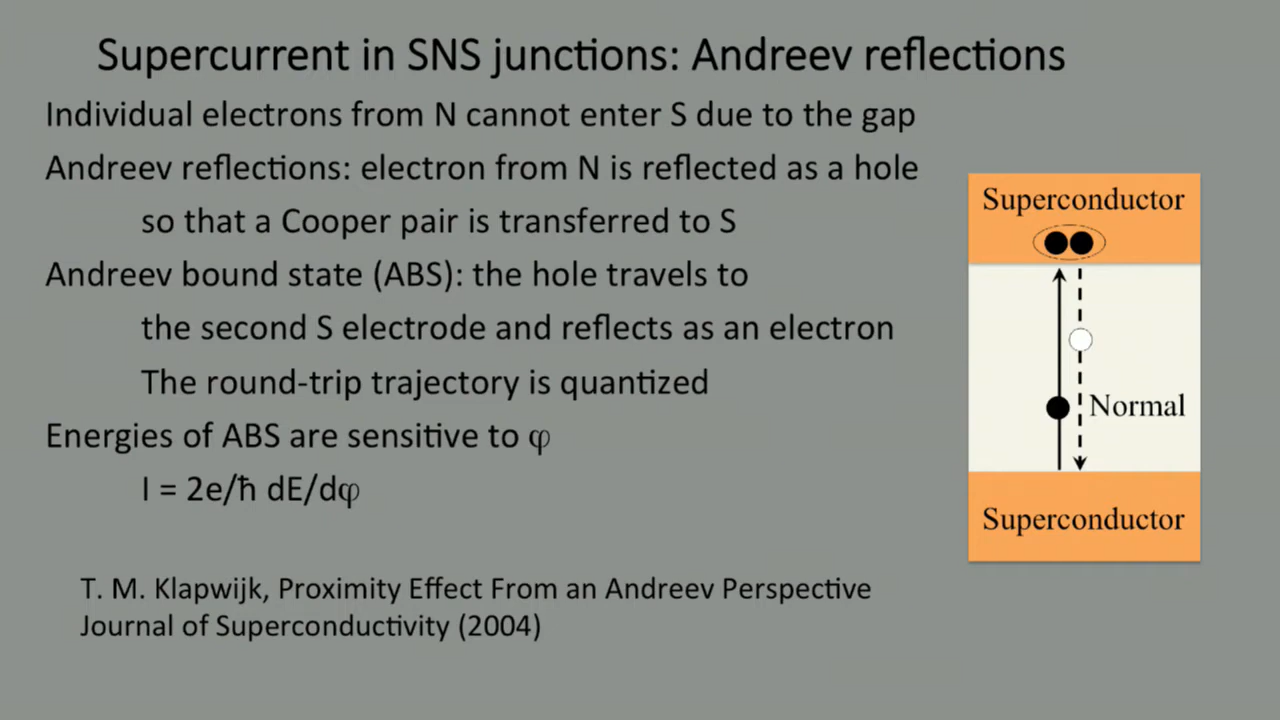 Supercurrent in SNS junctions: Andreev reflections
Individual electrons from N cannot enter S due to the gap
Andreev reflections: electron from N is reflected as a hole
so that a Cooper pair is transferred to S
Andreev bound state (ABS): the hole travels to
the second S electrode and reflects as an electron
The round-trip trajectory is quantized
Energies of ABS are sensitive to φ
I = 2e/ħ dE/dφ
T. M. Klapwijk, Proximity Effect From an Andreev Perspective
Journal of Superconductivity (2004)
Superconductor
Normal
Superconductor